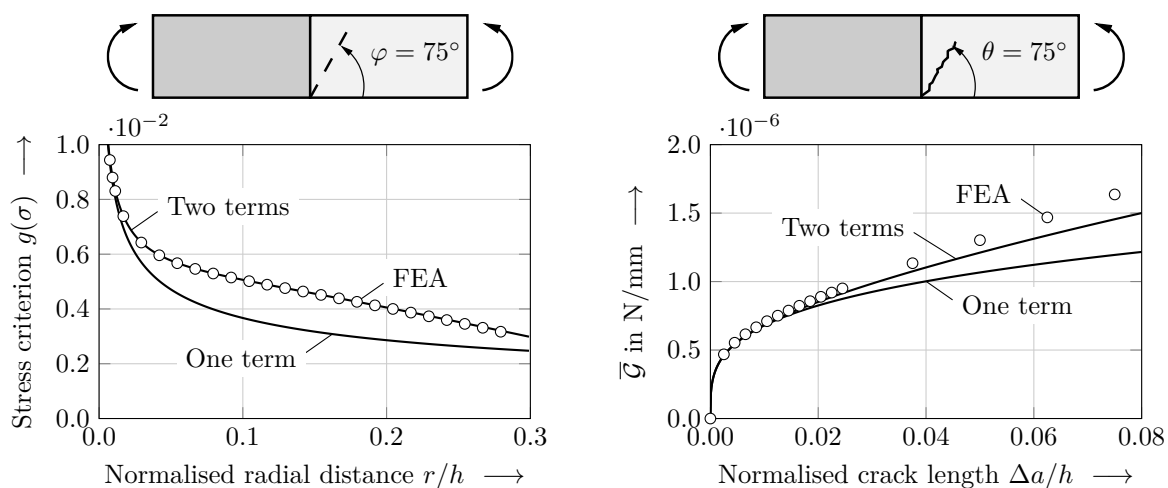 φ = 75°
·10⁻²
1.0
0.8
0.6
0.4
0.2
0.0
0.0 0.1 0.2 0.3
Stress criterion g(σ) ⟶
Two terms
FEA
One term
Normalised radial distance r/h ⟶
θ = 75°
·10⁻⁶
2.0
1.5
1.0
0.5
0.0
0.00 0.02 0.04 0.06 0.08
𝒢̅ in N/mm ⟶
FEA
Two terms
One term
Normalised crack length Δa/h ⟶